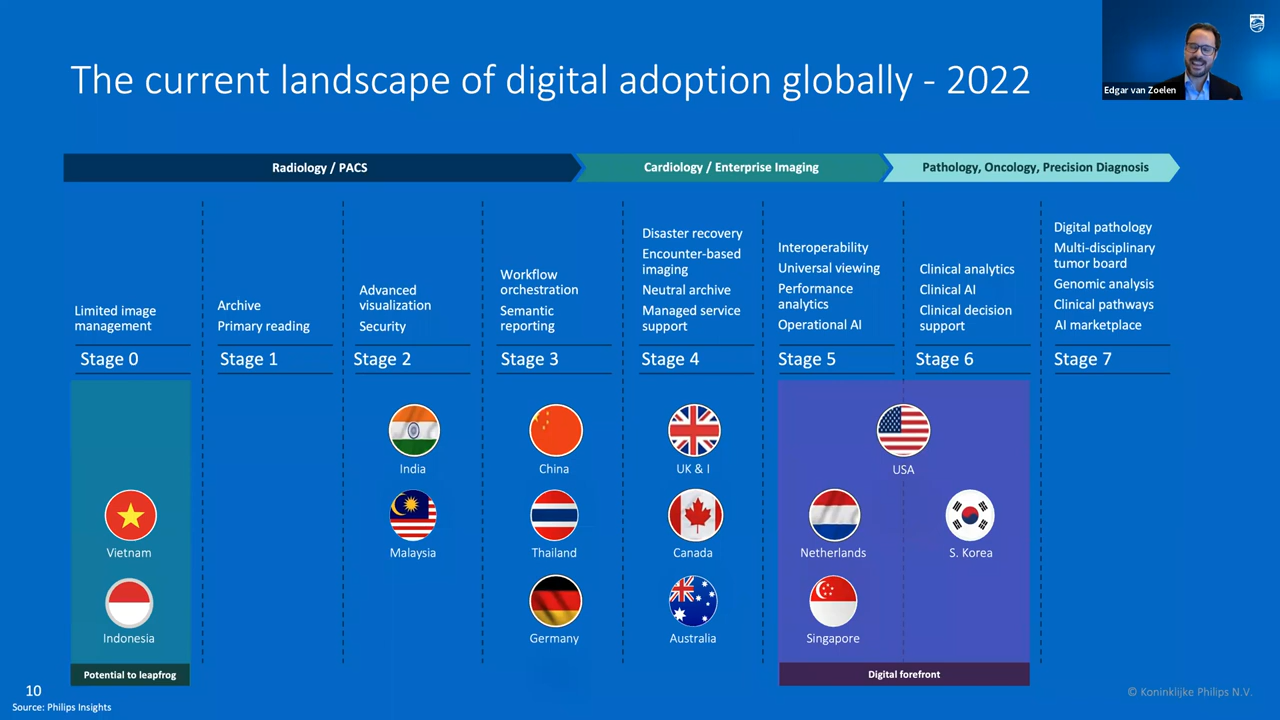 The current landscape of digital adoption globally - 2022
Edgar van Zoelen
Radiology / PACS
Cardiology / Enterprise Imaging
Pathology, Oncology, Precision Diagnosis
Limited image
management
Stage 0
Archive
Primary reading
Stage 1
Advanced
visualization
Security
Stage 2
Workflow
orchestration
Semantic
reporting
Stage 3
Disaster recovery
Encounter-based
imaging
Neutral archive
Managed service
support
Stage 4
Interoperability
Universal viewing
Performance
analytics
Operational AI
Stage 5
Clinical analytics
Clinical AI
Clinical decision
support
Stage 6
Digital pathology
Multi-disciplinary
tumor board
Genomic analysis
Clinical pathways
AI marketplace
Stage 7
Vietnam
Indonesia
Potential to leapfrog
India
Malaysia
China
Thailand
Germany
UK & I
Canada
Australia
USA
Netherlands
S. Korea
Singapore
Digital forefront
10
Source: Philips Insights
© Koninklijke Philips N.V.